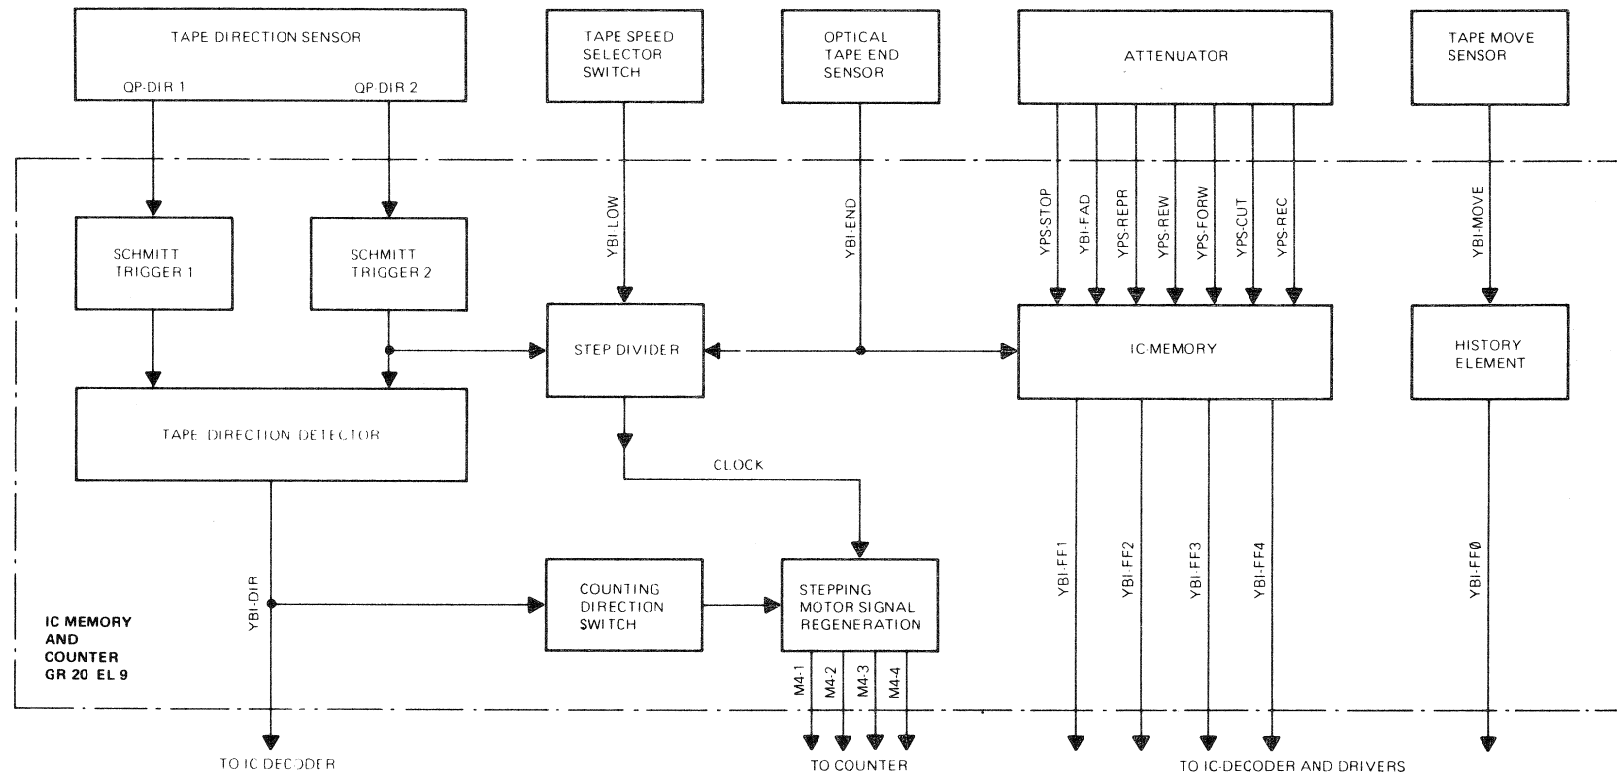 TAPE DIRECTION SENSOR
QP-DIR 1
QP-DIR 2
TAPE SPEED
SELECTOR
SWITCH
OPTICAL
TAPE END
SENSOR
ATTENUATOR
TAPE MOVE
SENSOR
YBI-LOW
YBI-END
YPS-STOP
YBI-FAD
YPS-REPR
YPS-REW
YPS-FORW
YPS-CUT
YPS-REC
YBI-MOVE
SCHMITT
TRIGGER 1
SCHMITT
TRIGGER 2
STEP DIVIDER
IC-MEMORY
HISTORY
ELEMENT
TAPE DIRECTION DETECTOR
CLOCK
YBI-DIR
COUNTING
DIRECTION
SWITCH
STEPPING
MOTOR SIGNAL
REGENERATION
YBI-FF1
YBI-FF2
YBI-FF3
YBI-FF4
YBI-FFØ
IC MEMORY
AND
COUNTER
GR 20 EL 9
M4-1
M4-2
M4-3
M4-4
TO IC DECODER
TO COUNTER
TO IC-DECODER AND DRIVERS